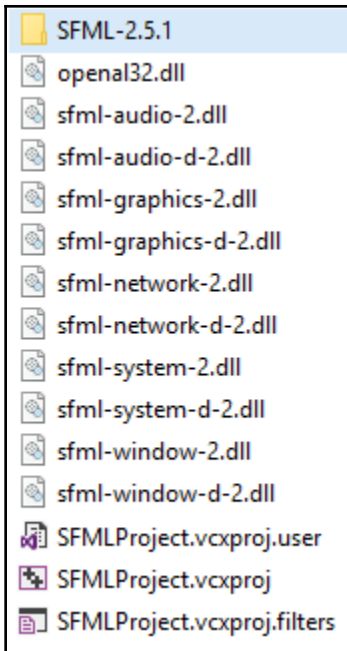 SFML-2.5.1
openal32.dll
sfml-audio-2.dll
sfml-audio-d-2.dll
sfml-graphics-2.dll
sfml-graphics-d-2.dll
sfml-network-2.dll
sfml-network-d-2.dll
sfml-system-2.dll
sfml-system-d-2.dll
sfml-window-2.dll
sfml-window-d-2.dll
SFMLProject.vcxproj.user
SFMLProject.vcxproj
SFMLProject.vcxproj.filters